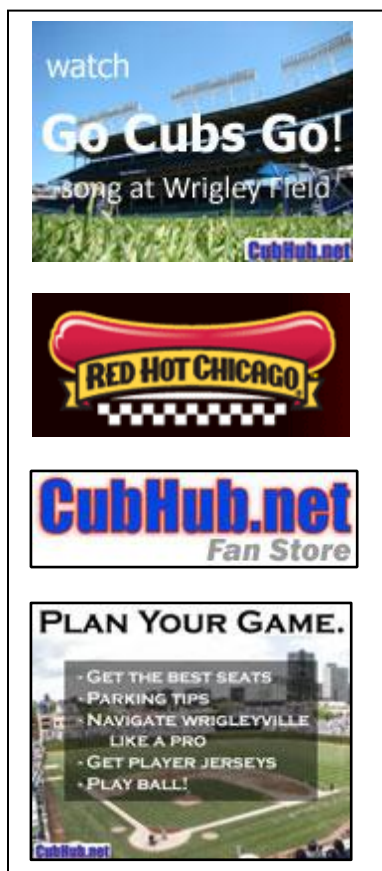 watch
Go Cubs Go!
song at Wrigley Field
CubHub.net
RED HOT CHICAGO
CubHub.net
Fan Store
PLAN YOUR GAME.
- GET THE BEST SEATS
- PARKING TIPS
- NAVIGATE WRIGLEYVILLE
LIKE A PRO
- GET PLAYER JERSEYS
- PLAY BALL!
CubHub.net